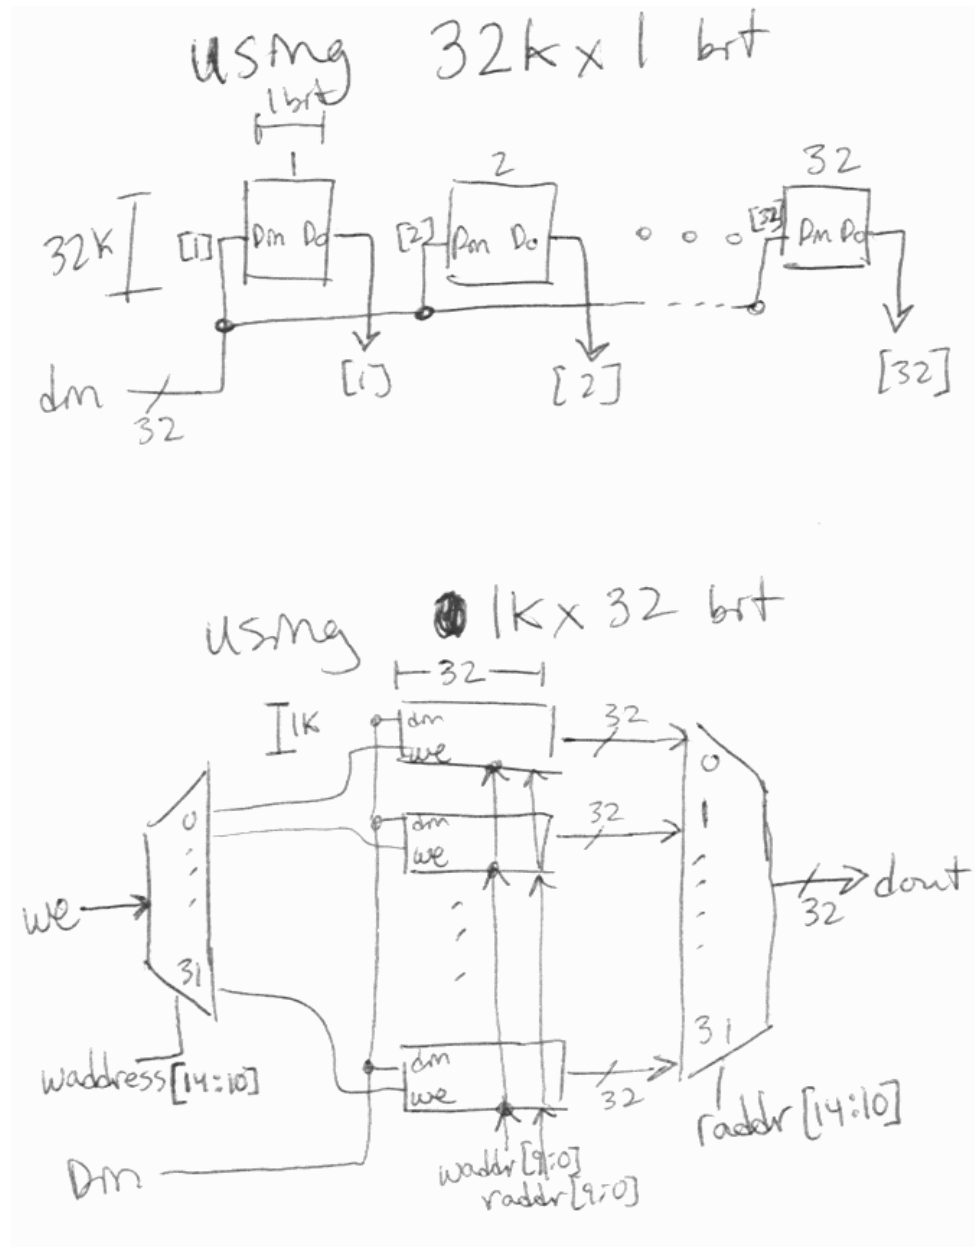 using 32k x 1 bit
1 bit
1 2 32
32K [1] Din Do [2] Din Do [32] Din Do
din 32 [1] [2] [32]
using 1K x 32 bit
32
1K din 32
we 0
din 32 1
0 we
we 32 dout
31
din 31
we 32
waddress[14:10] raddr[14:10]
Din waddr[9:0]
raddr[9:0]